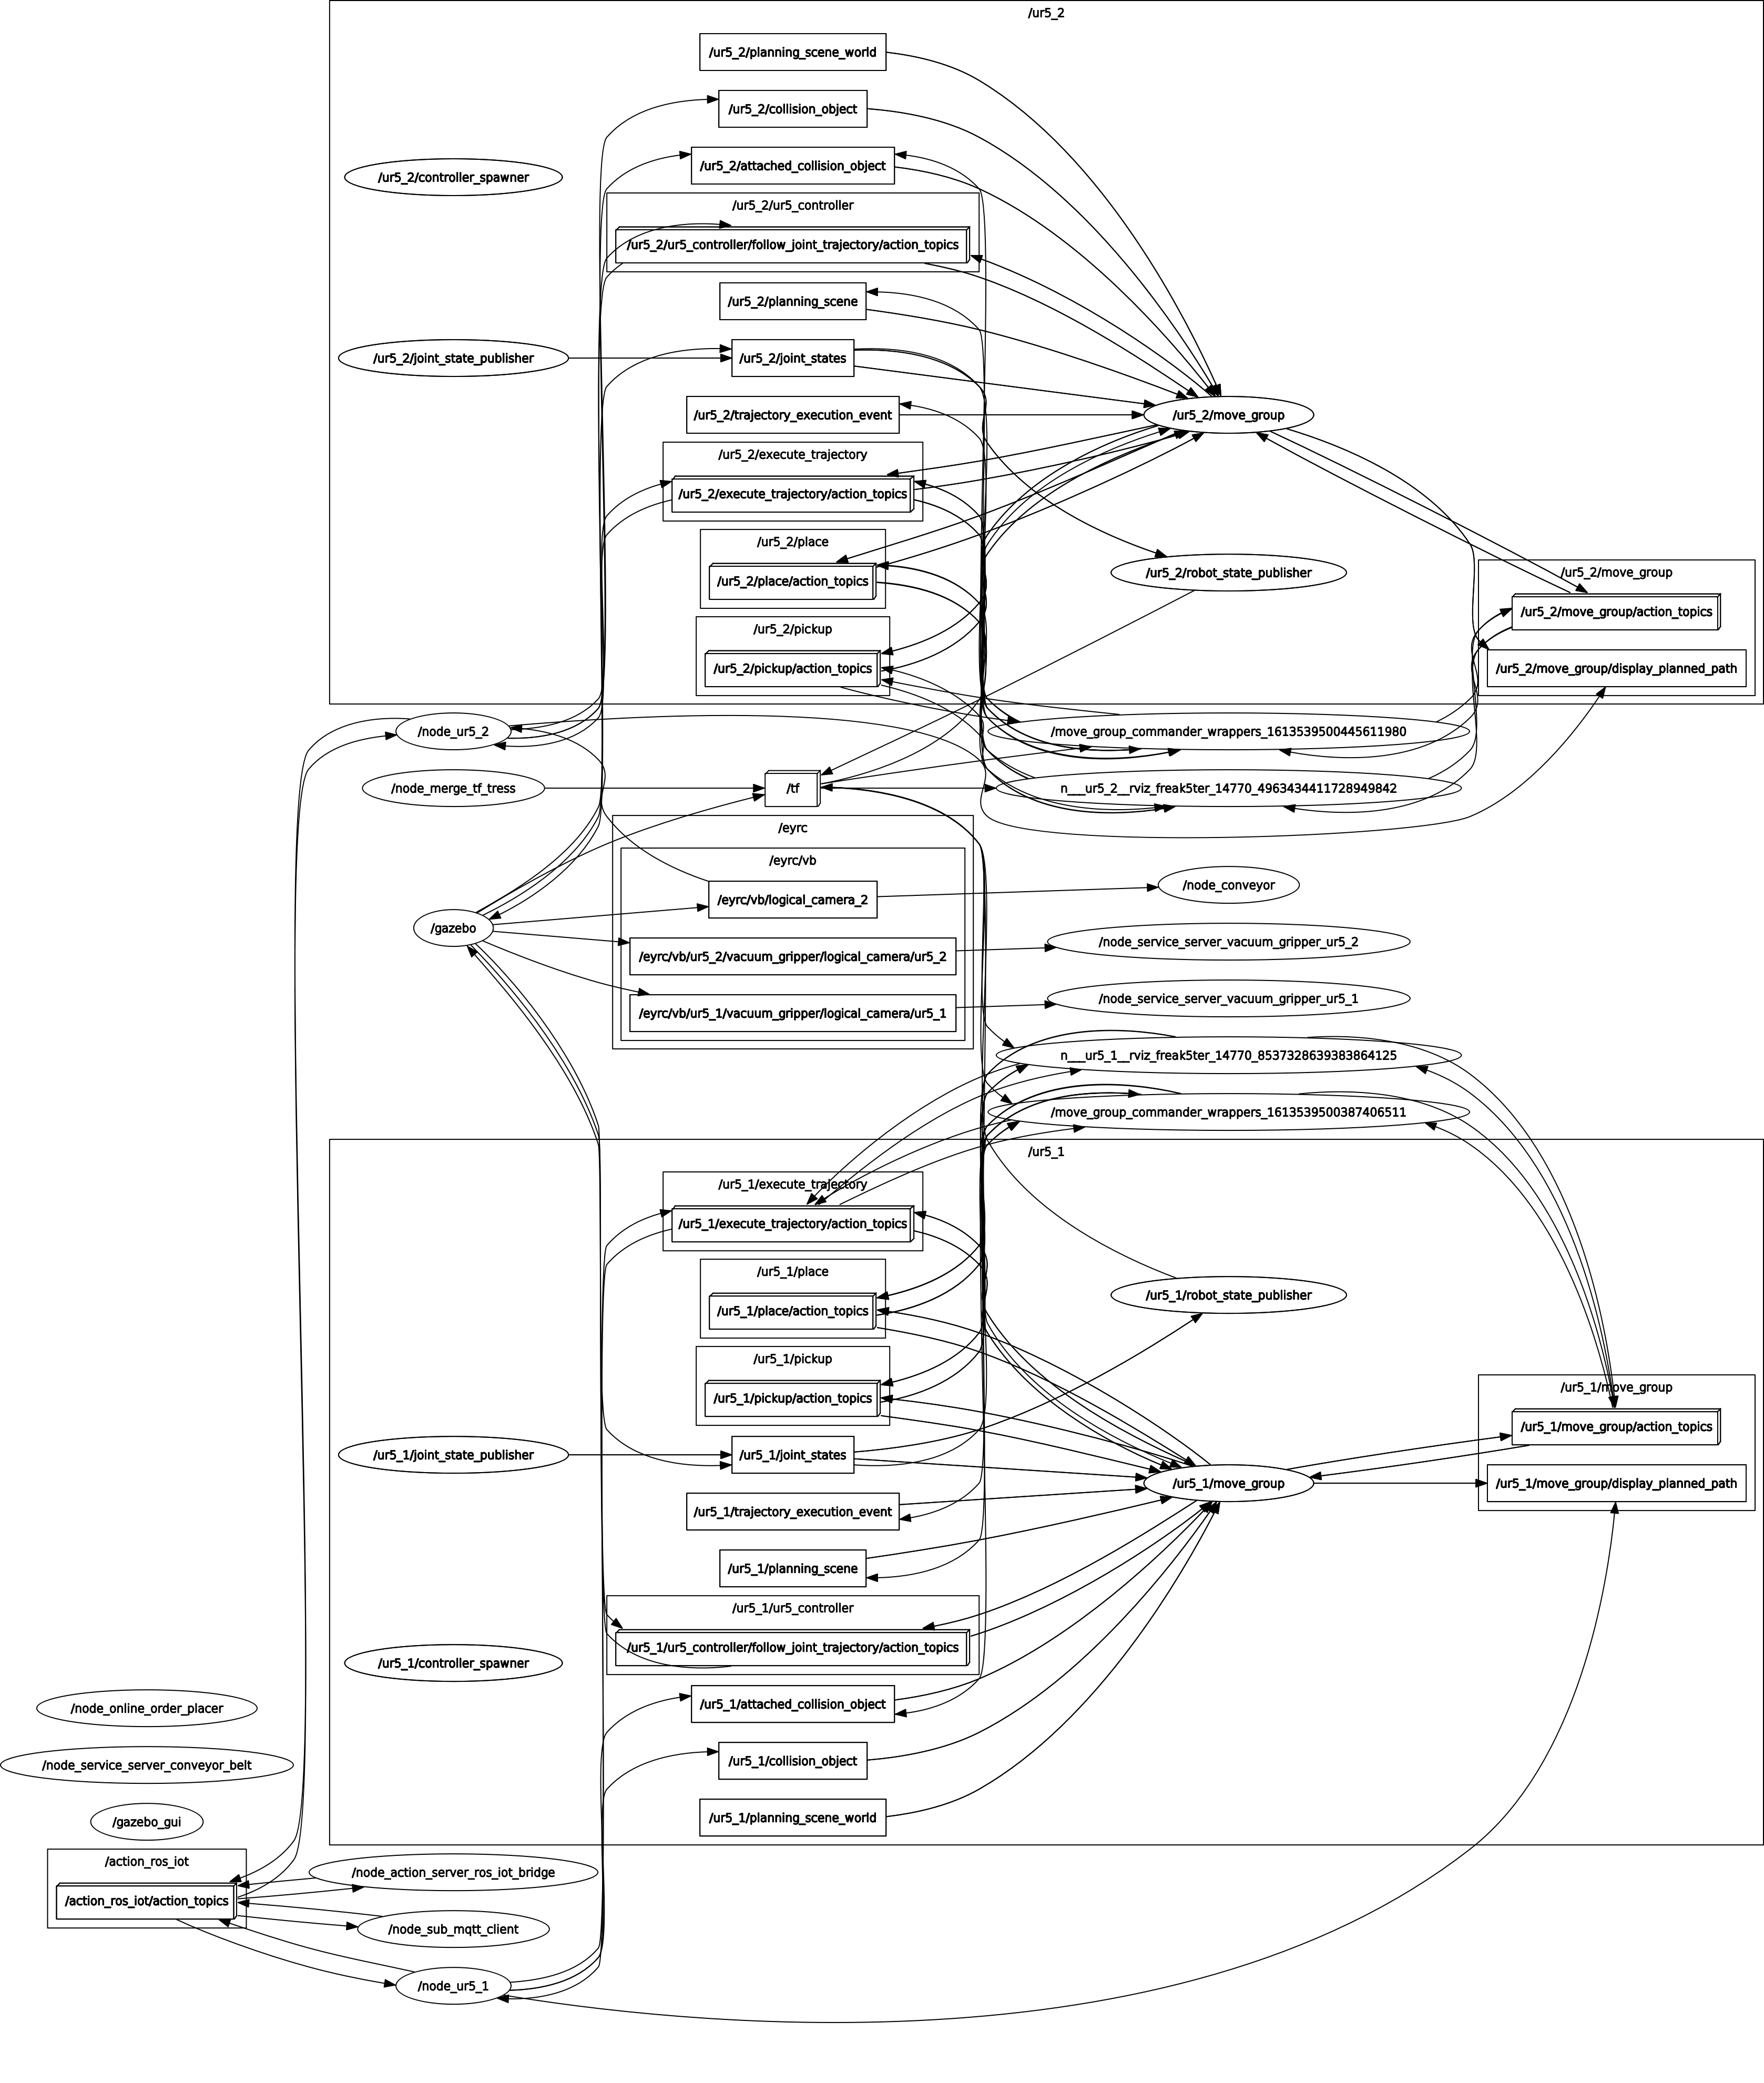 /ur5_2
/ur5_2/planning_scene_world
/ur5_2/collision_object
/ur5_2/attached_collision_object
/ur5_2/controller_spawner
/ur5_2/ur5_controller
/ur5_2/ur5_controller/follow_joint_trajectory/action_topics
/ur5_2/planning_scene
/ur5_2/joint_state_publisher
/ur5_2/joint_states
/ur5_2/trajectory_execution_event
/ur5_2/move_group
/ur5_2/execute_trajectory
/ur5_2/execute_trajectory/action_topics
/ur5_2/place
/ur5_2/place/action_topics
/ur5_2/robot_state_publisher
/ur5_2/move_group
/ur5_2/move_group/action_topics
/ur5_2/pickup
/ur5_2/pickup/action_topics
/ur5_2/move_group/display_planned_path
/node_ur5_2
/move_group_commander_wrappers_1613539500445611980
/node_merge_tf_tress
/tf
n___ur5_2__rviz_freak5ter_14770_4963434411728949842
/eyrc
/eyrc/vb
/eyrc/vb/logical_camera_2
/node_conveyor
/gazebo
/node_service_server_vacuum_gripper_ur5_2
/eyrc/vb/ur5_2/vacuum_gripper/logical_camera/ur5_2
/node_service_server_vacuum_gripper_ur5_1
/eyrc/vb/ur5_1/vacuum_gripper/logical_camera/ur5_1
n___ur5_1__rviz_freak5ter_14770_8537328639383864125
/move_group_commander_wrappers_1613539500387406511
/ur5_1
/ur5_1/execute_trajectory
/ur5_1/execute_trajectory/action_topics
/ur5_1/place
/ur5_1/place/action_topics
/ur5_1/robot_state_publisher
/ur5_1/pickup
/ur5_1/pickup/action_topics
/ur5_1/move_group
/ur5_1/move_group/action_topics
/ur5_1/joint_state_publisher
/ur5_1/joint_states
/ur5_1/move_group
/ur5_1/move_group/display_planned_path
/ur5_1/trajectory_execution_event
/ur5_1/planning_scene
/ur5_1/ur5_controller
/ur5_1/ur5_controller/follow_joint_trajectory/action_topics
/ur5_1/controller_spawner
/ur5_1/attached_collision_object
/node_online_order_placer
/ur5_1/collision_object
/node_service_server_conveyor_belt
/ur5_1/planning_scene_world
/gazebo_gui
/action_ros_iot
/action_ros_iot/action_topics
/node_action_server_ros_iot_bridge
/node_sub_mqtt_client
/node_ur5_1